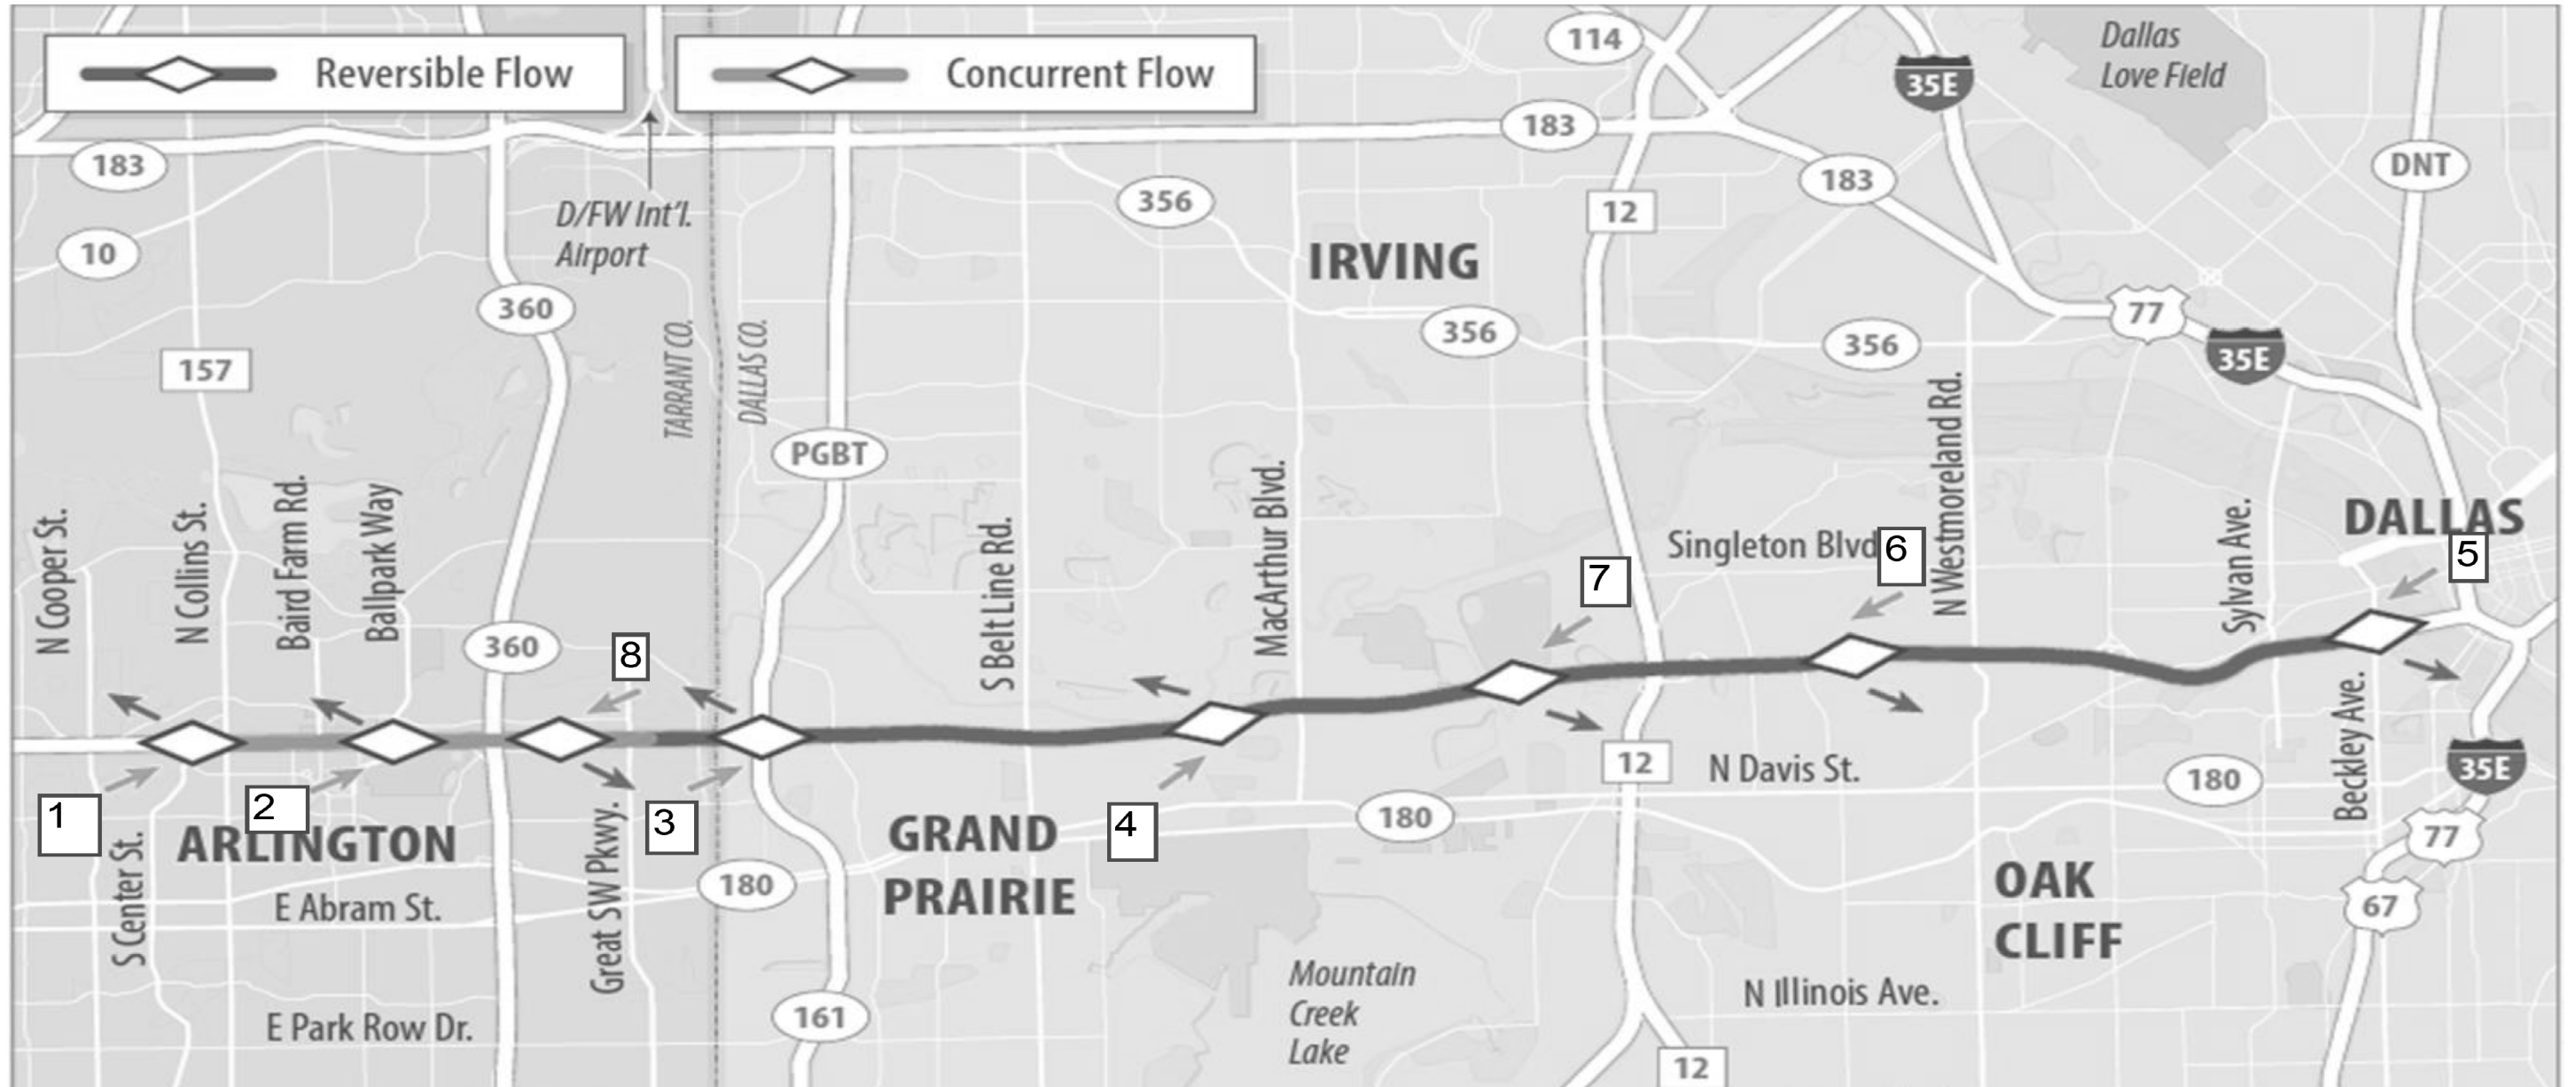 Reversible Flow
Concurrent Flow
114
35E
Dallas
Love Field
183
183
183
DNT
10
356
12
D/FW Int'l.
Airport
IRVING
360
77
356
356
35E
157
TARRANT CO.
DALLAS CO.
PGBT
N Cooper St.
N Collins St.
Baird Farm Rd.
Ballpark Way
S Belt Line Rd.
MacArthur Blvd.
Singleton Blvd
N Westmoreland Rd.
Sylvan Ave.
DALLAS
5
6
7
8
360
1
2
3
4
12
N Davis St.
180
180
180
Beckley Ave.
35E
77
67
ARLINGTON
GRAND
PRAIRIE
S Center St.
Great SW Pkwy.
E Abram St.
OAK
CLIFF
E Park Row Dr.
161
Mountain
Creek
Lake
N Illinois Ave.
12